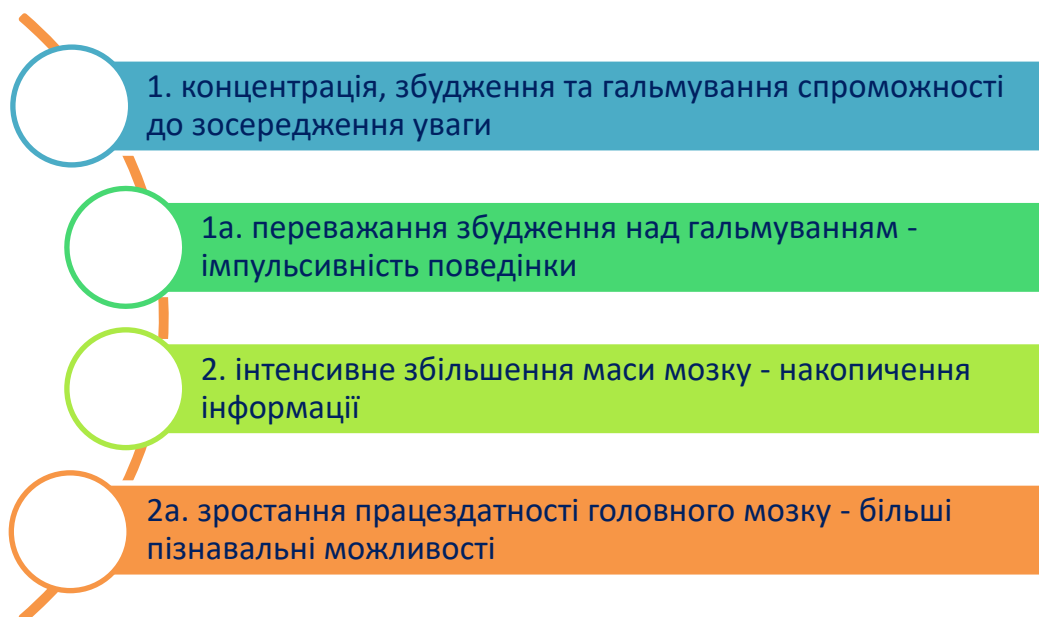 1. концентрація, збудження та гальмування спроможності
до зосередження уваги
1а. переважання збудження над гальмуванням -
імпульсивність поведінки
2. інтенсивне збільшення маси мозку - накопичення
інформації
2а. зростання працездатності головного мозку - більші
пізнавальні можливості